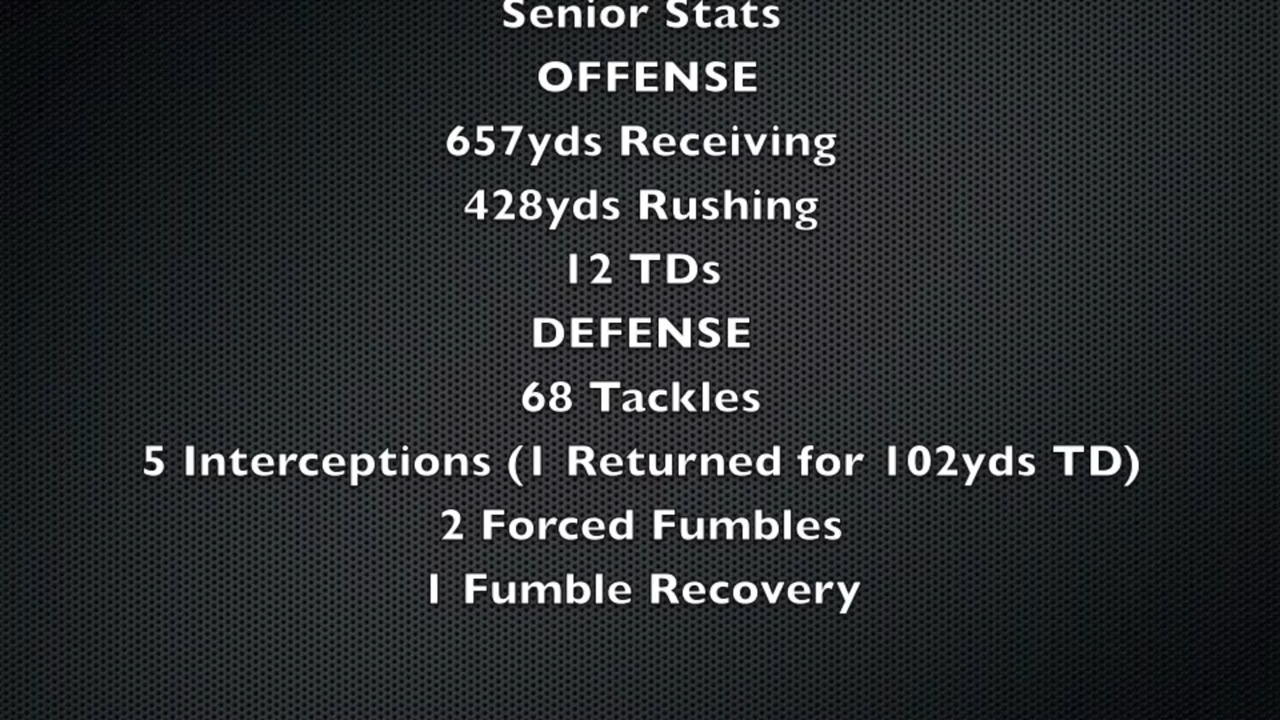 Senior Stats
OFFENSE
657yds Receiving
428yds Rushing
12 TDs
DEFENSE
68 Tackles
5 Interceptions (1 Returned for 102yds TD)
2 Forced Fumbles
1 Fumble Recovery